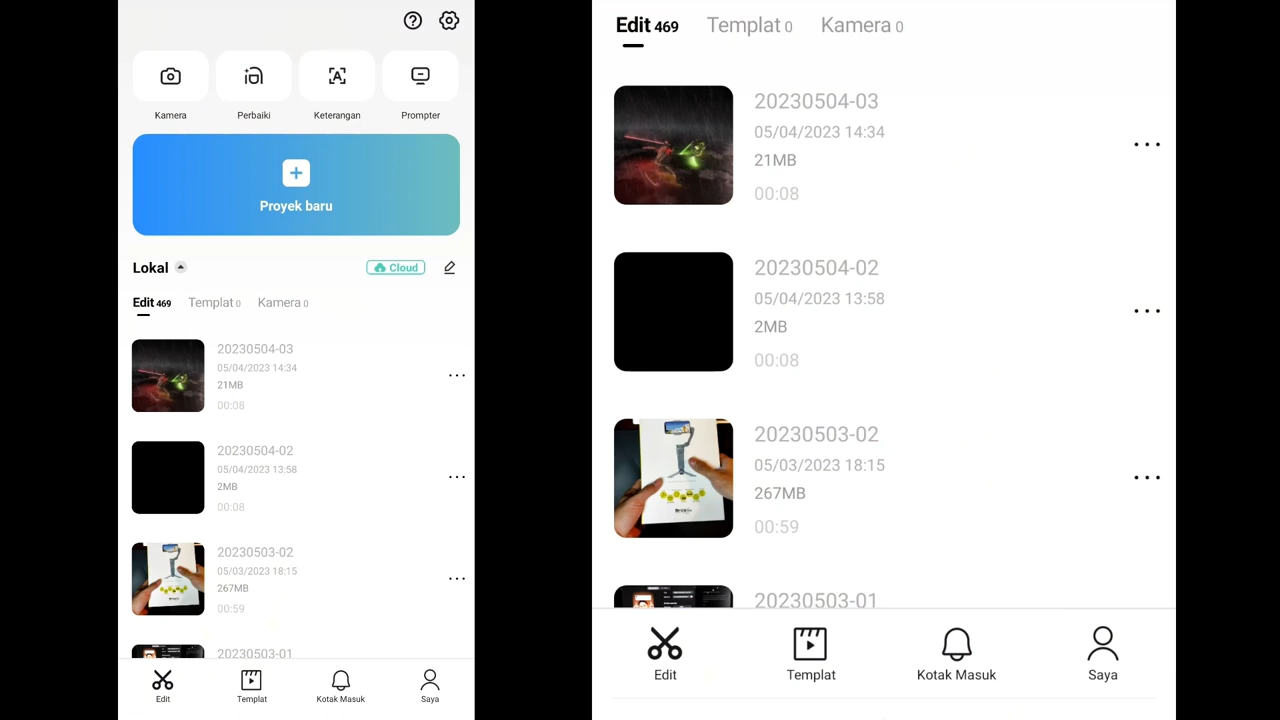 Kamera
Perbaiki
Keterangan
Prompter
Proyek baru
Lokal
Cloud
Edit 469
Templat 0
Kamera 0
20230504-03
05/04/2023 14:34
21MB
00:08
20230504-02
05/04/2023 13:58
2MB
00:08
20230503-02
05/03/2023 18:15
267MB
00:59
20230503-01
Edit
Templat
Kotak Masuk
Saya
Edit 469
Templat 0
Kamera 0
20230504-03
05/04/2023 14:34
21MB
00:08
20230504-02
05/04/2023 13:58
2MB
00:08
20230503-02
05/03/2023 18:15
267MB
00:59
20230503-01
Edit
Templat
Kotak Masuk
Saya